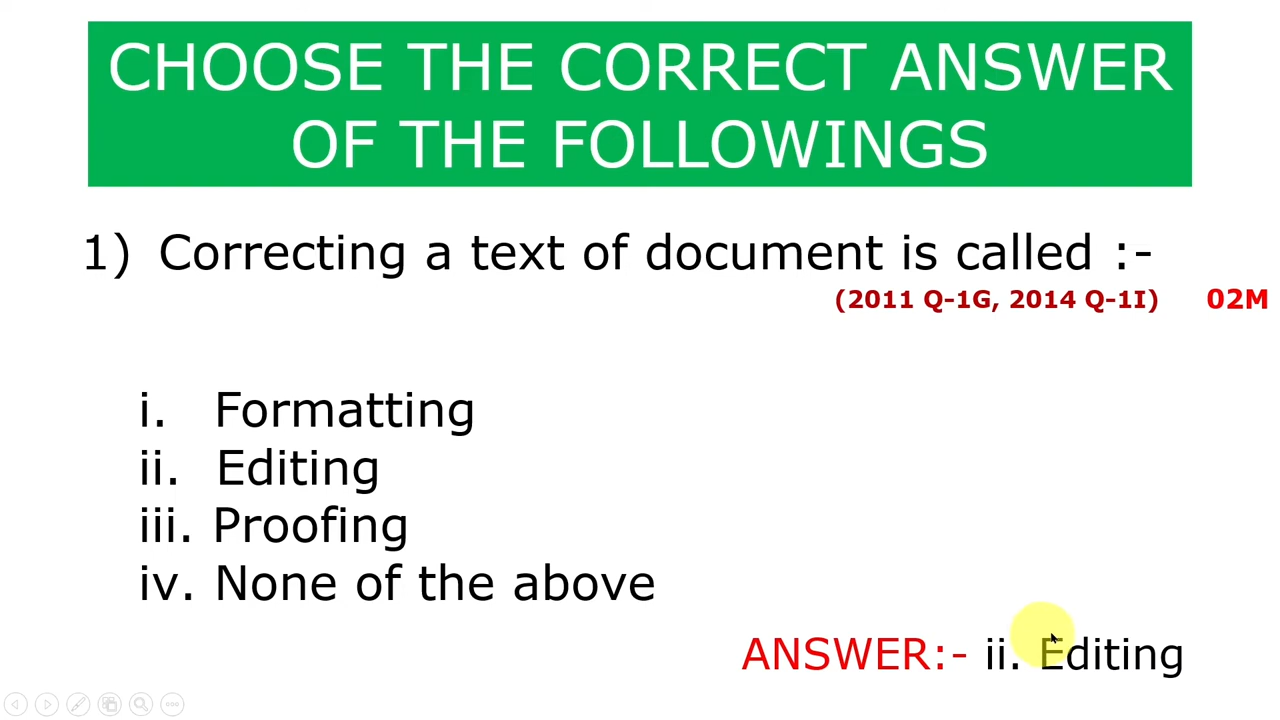 CHOOSE THE CORRECT ANSWER
OF THE FOLLOWINGS
1) Correcting a text of document is called :-
(2011 Q-1G, 2014 Q-1I) 02M
i. Formatting
ii. Editing
iii. Proofing
iv. None of the above
ANSWER:- ii. Editing